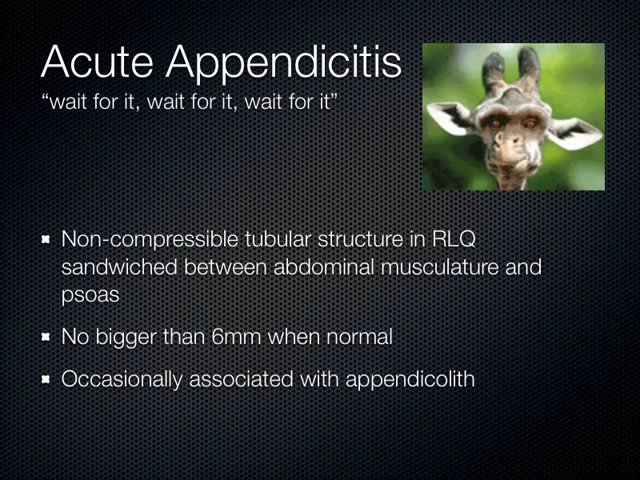 Acute Appendicitis
“wait for it, wait for it, wait for it”
Non-compressible tubular structure in RLQ
sandwiched between abdominal musculature and
psoas
No bigger than 6mm when normal
Occasionally associated with appendicolith